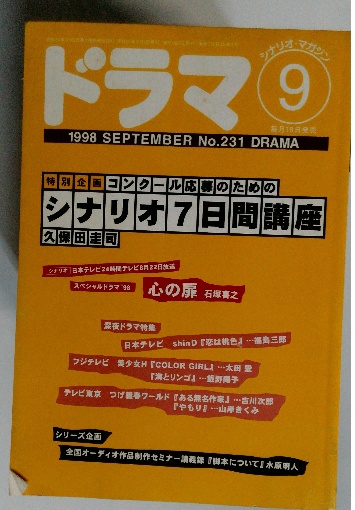 ドラマ
シナリオ・マガジン
9
毎月18日発売
1998 SEPTEMBER No.231 DRAMA
特別企画 コンクール応募のための
シナリオ7日間講座
久保田圭司
シナリオ 日本テレビ24時間テレビ8月22日放送
スペシャルドラマ'98 心の扉 石塚喜之
深夜ドラマ特集
日本テレビ shinD『恋は桃色』…福島三郎
フジテレビ 美少女H『COLOR GIRL』…太田愛
『海とリンゴ』…飯野陽子
テレビ東京 つげ義春ワールド『ある無名作家』…古川次郎
『やもり』…山岸きくみ
シリーズ企画
全国オーディオ作品制作セミナー講義録『脚本について』水原明人